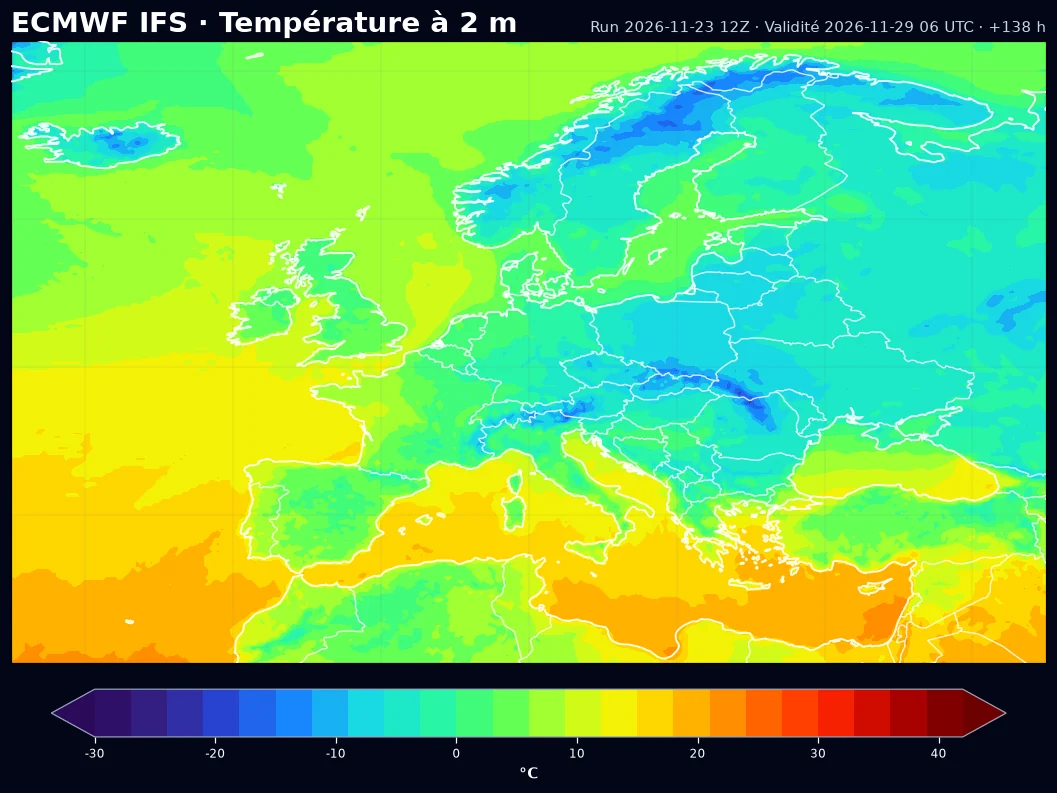 ECMWF IFS · Température à 2 m
Run 2026-11-23 12Z · Validité 2026-11-29 06 UTC · +138 h
-30 -20 -10 0 10 20 30 40
°C